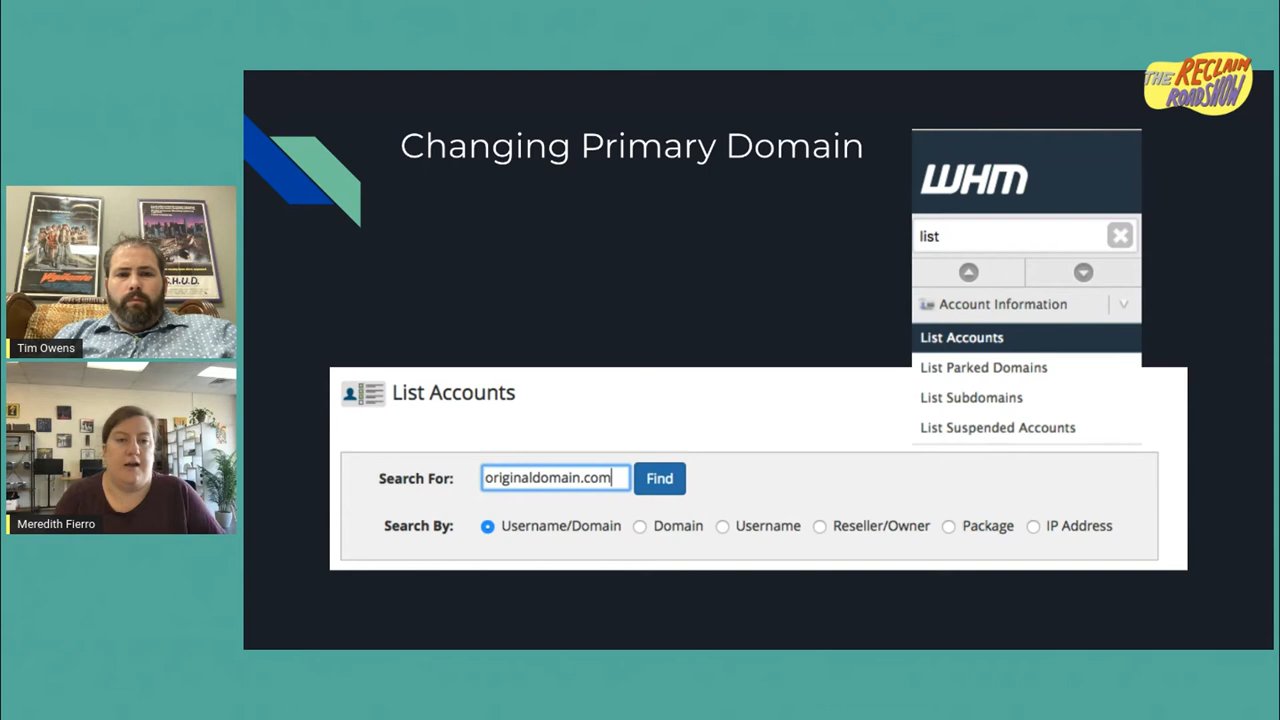 THE RECLAIM
ROADSHOW
Changing Primary Domain
WHM
list
Account Information
List Accounts
List Parked Domains
List Subdomains
List Suspended Accounts
List Accounts
Search For: originaldomain.com Find
Search By: Username/Domain Domain Username Reseller/Owner Package IP Address
C.H.U.D.
Tim Owens
Meredith Fierro